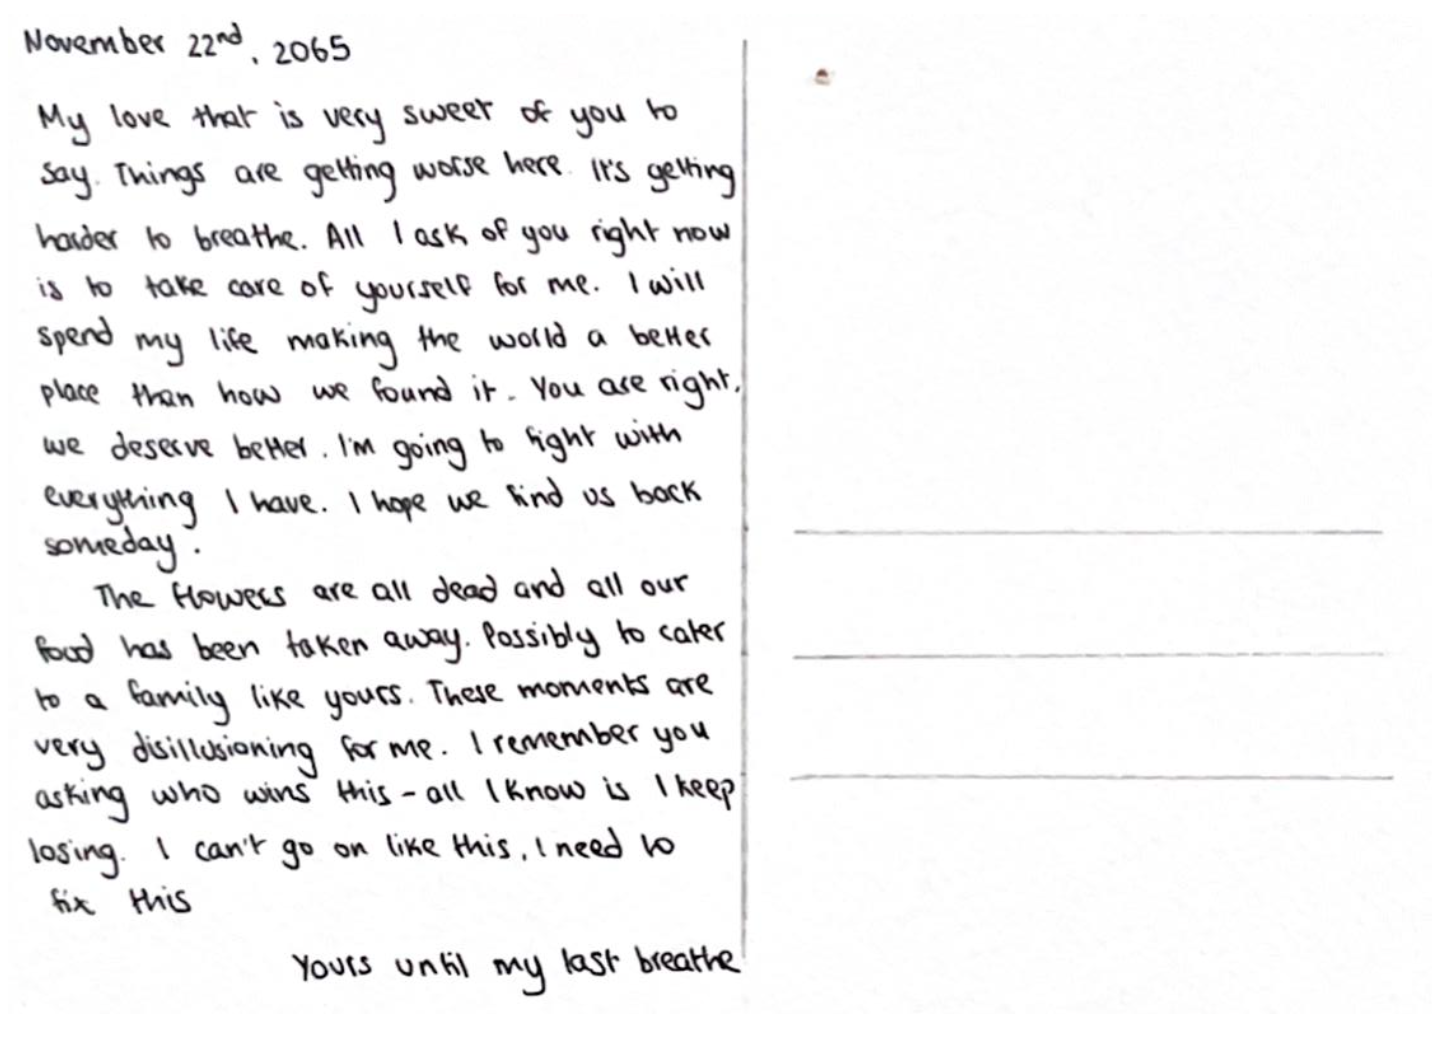 November 22nd, 2065
My love that is very sweet of you to
say. Things are getting worse here. It's getting
harder to breathe. All I ask of you right now
is to take care of yourself for me. I will
spend my life making the world a better
place than how we found it. You are right,
we deserve better. I'm going to fight with
everything I have. I hope we find us back
someday.
The flowers are all dead and all our
food has been taken away. Possibly to cater
to a family like yours. These moments are
very disillusioning for me. I remember you
asking who wins this - all I know is I keep
losing. I can't go on like this, I need to
fix this
Yours until my last breathe